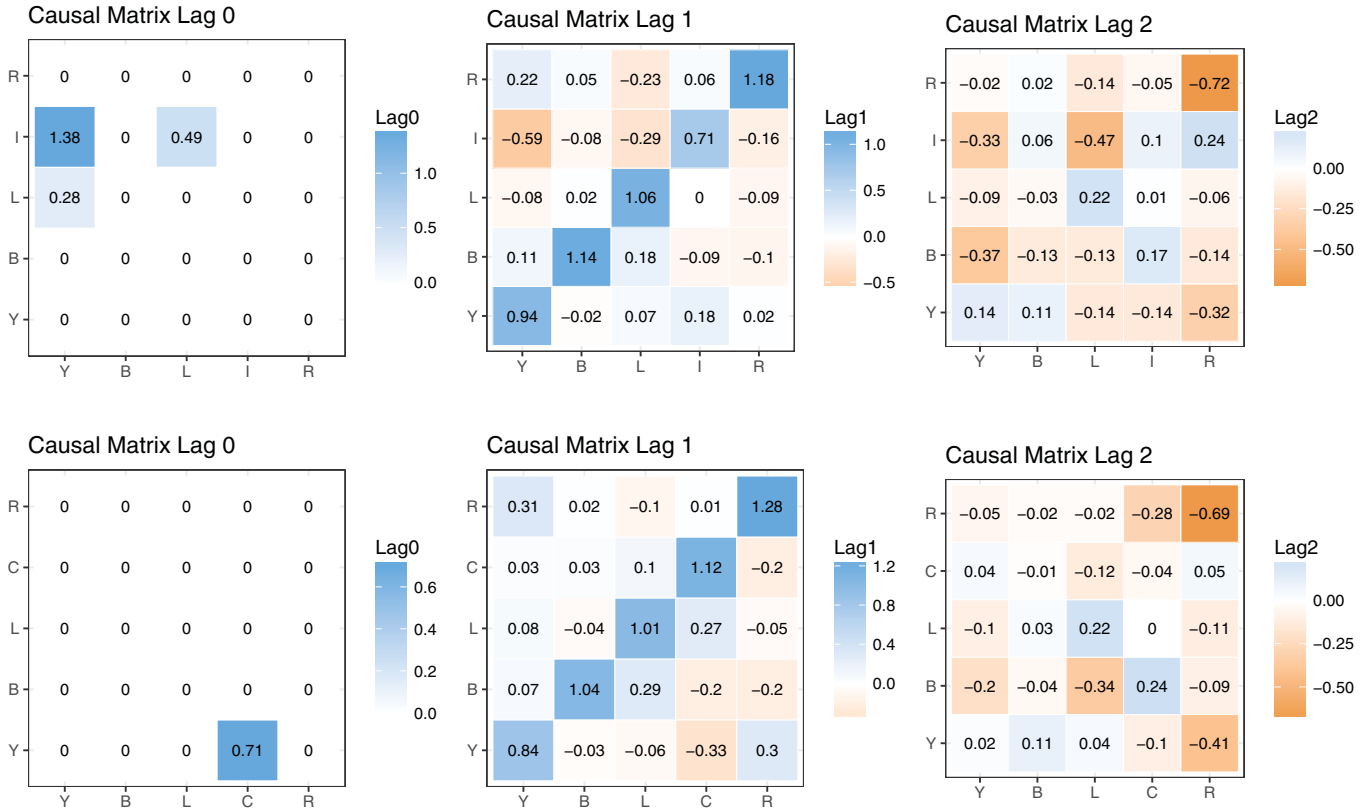 Causal Matrix Lag 0
R 0 0 0 0 0
I 1.38 0 0.49 0 0
L 0.28 0 0 0 0
B 0 0 0 0 0
Y 0 0 0 0 0
Y B L I R
Lag0
1.0
0.5
0.0
Causal Matrix Lag 1
R 0.22 0.05 −0.23 0.06 1.18
I −0.59 −0.08 −0.29 0.71 −0.16
L −0.08 0.02 1.06 0 −0.09
B 0.11 1.14 0.18 −0.09 −0.1
Y 0.94 −0.02 0.07 0.18 0.02
Y B L I R
Lag1
1.0
0.5
0.0
−0.5
Causal Matrix Lag 2
R −0.02 0.02 −0.14 −0.05 −0.72
I −0.33 0.06 −0.47 0.1 0.24
L −0.09 −0.03 0.22 0.01 −0.06
B −0.37 −0.13 −0.13 0.17 −0.14
Y 0.14 0.11 −0.14 −0.14 −0.32
Y B L I R
Lag2
0.00
−0.25
−0.50
Causal Matrix Lag 0
R 0 0 0 0 0
C 0 0 0 0 0
L 0 0 0 0 0
B 0 0 0 0 0
Y 0 0 0 0.71 0
Y B L C R
Lag0
0.6
0.4
0.2
0.0
Causal Matrix Lag 1
R 0.31 0.02 −0.1 0.01 1.28
C 0.03 0.03 0.1 1.12 −0.2
L 0.08 −0.04 1.01 0.27 −0.05
B 0.07 1.04 0.29 −0.2 −0.2
Y 0.84 −0.03 −0.06 −0.33 0.3
Y B L C R
Lag1
1.2
0.8
0.4
0.0
Causal Matrix Lag 2
R −0.05 −0.02 −0.02 −0.28 −0.69
C 0.04 −0.01 −0.12 −0.04 0.05
L −0.1 0.03 0.22 0 −0.11
B −0.2 −0.04 −0.34 0.24 −0.09
Y 0.02 0.11 0.04 −0.1 −0.41
Y B L C R
Lag2
0.00
−0.25
−0.50